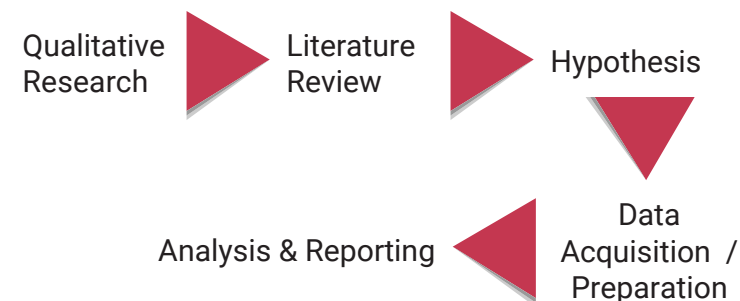 Qualitative
Research
Literature
Review
Hypothesis
Data
Acquisition /
Preparation
Analysis & Reporting